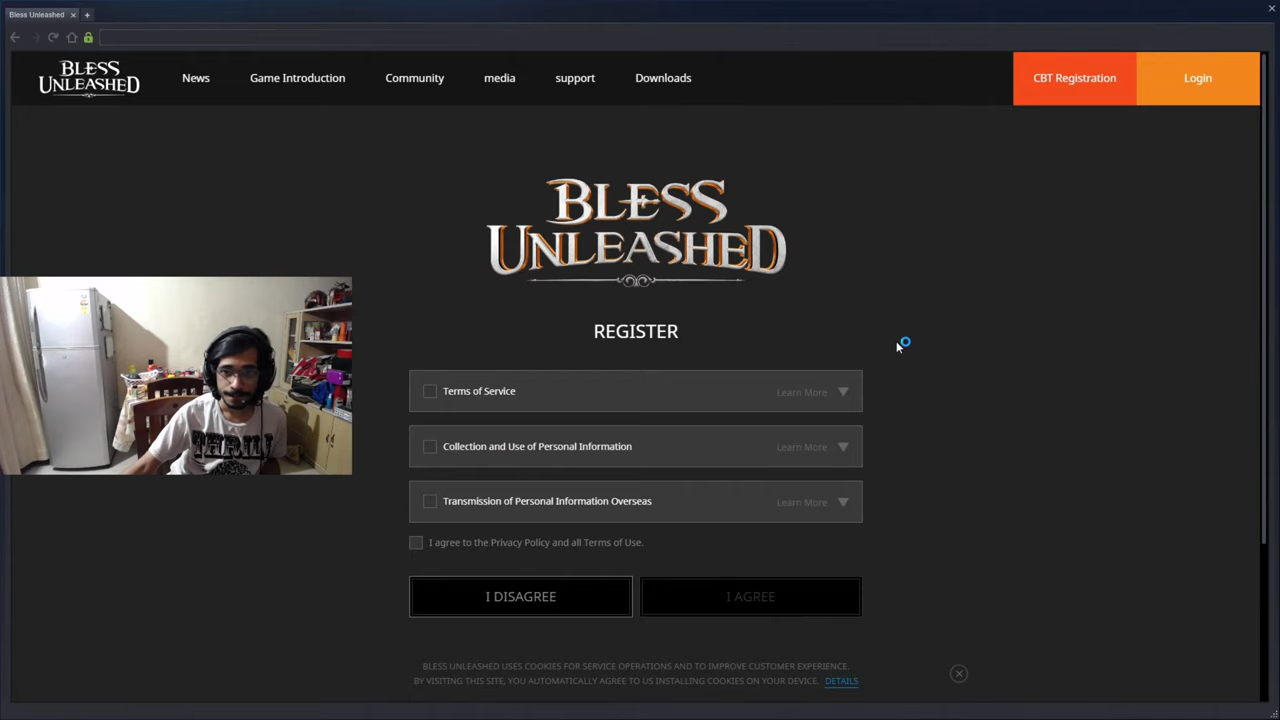 Bless Unleashed
BLESS
UNLEASHED
News
Game Introduction
Community
media
support
Downloads
CBT Registration
Login
BLESS
UNLEASHED
REGISTER
Terms of Service
Learn More
Collection and Use of Personal Information
Learn More
Transmission of Personal Information Overseas
Learn More
I agree to the Privacy Policy and all Terms of Use.
I DISAGREE
I AGREE
BLESS UNLEASHED USES COOKIES FOR SERVICE OPERATIONS AND TO IMPROVE CUSTOMER EXPERIENCE.
BY VISITING THIS SITE, YOU AUTOMATICALLY AGREE TO US INSTALLING COOKIES ON YOUR DEVICE. DETAILS